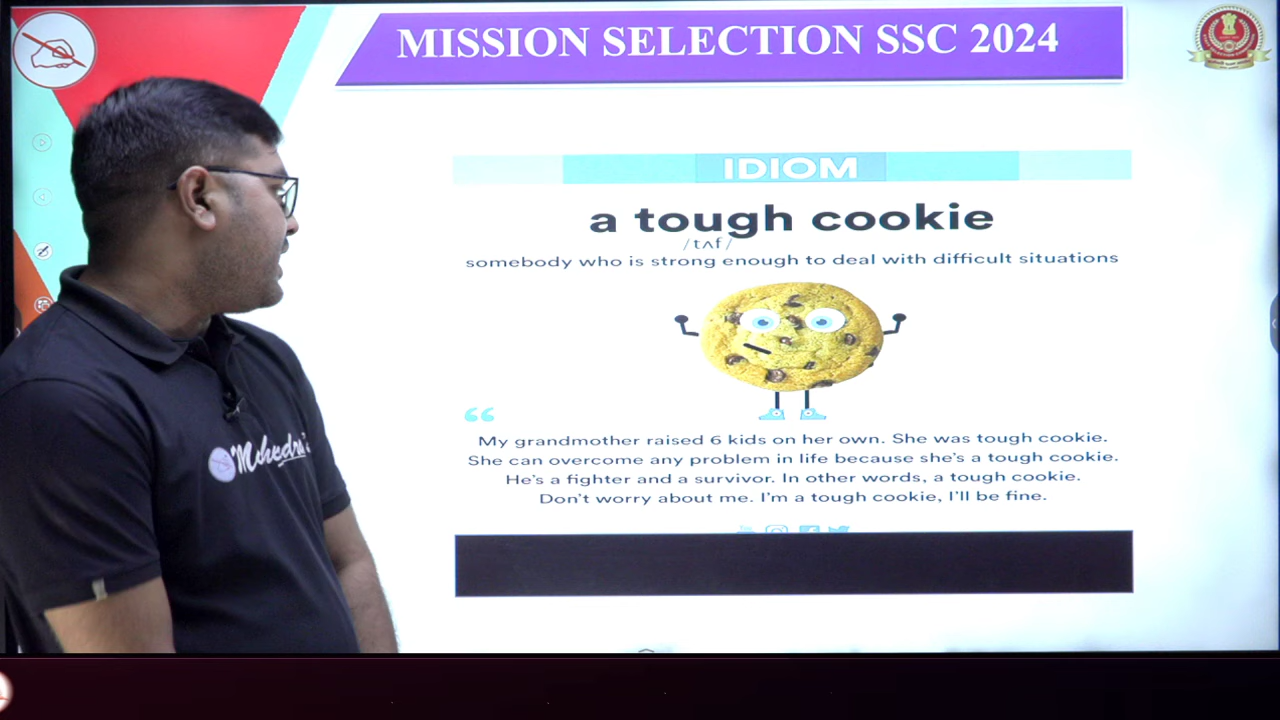 MISSION SELECTION SSC 2024
IDIOM
a tough cookie
/tʌf/
somebody who is strong enough to deal with difficult situations
“
My grandmother raised 6 kids on her own. She was tough cookie.
She can overcome any problem in life because she's a tough cookie.
He's a fighter and a survivor. In other words, a tough cookie.
Don't worry about me. I'm a tough cookie, I'll be fine.
Mahendra's